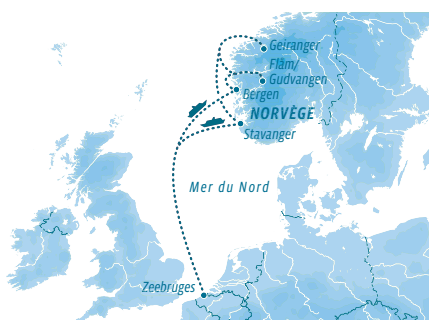 Geiranger
Flåm/
Gudvangen
Bergen
NORVÈGE
Stavanger
Mer du Nord
Zeebruges